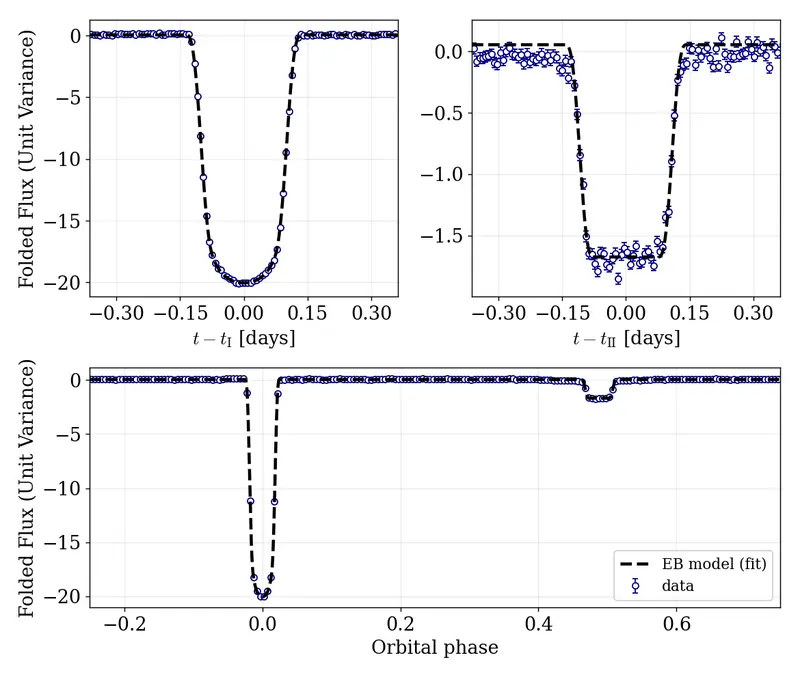 Folded Flux (Unit Variance)
0
−5
−10
−15
−20
−0.30 −0.15 0.00 0.15 0.30
t − tI [days]
0.0
−0.5
−1.0
−1.5
−0.30 −0.15 0.00 0.15 0.30
t − tII [days]
Folded Flux (Unit Variance)
0
−5
−10
−15
−20
−0.2 0.0 0.2 0.4 0.6
Orbital phase
EB model (fit)
data